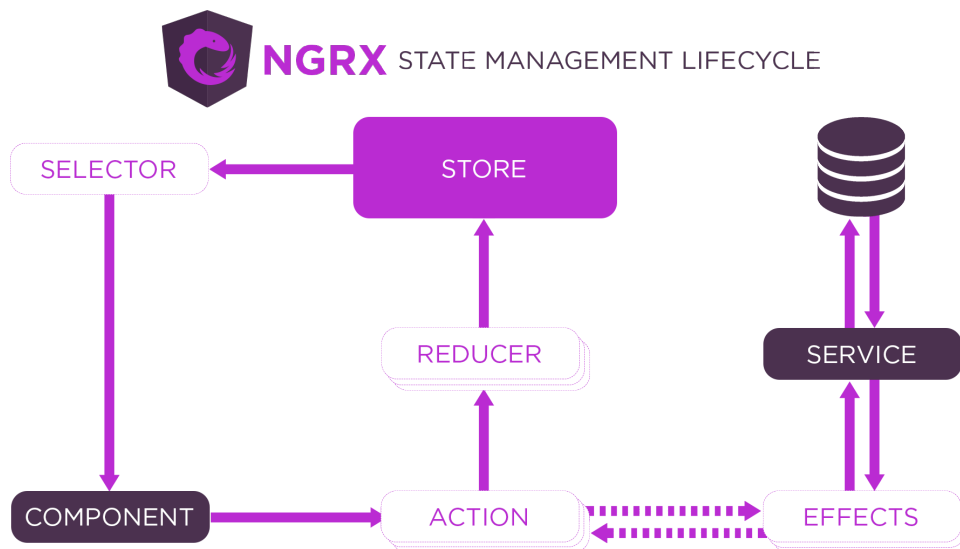 NGRX STATE MANAGEMENT LIFECYCLE
SELECTOR
STORE
REDUCER
SERVICE
COMPONENT
ACTION
EFFECTS